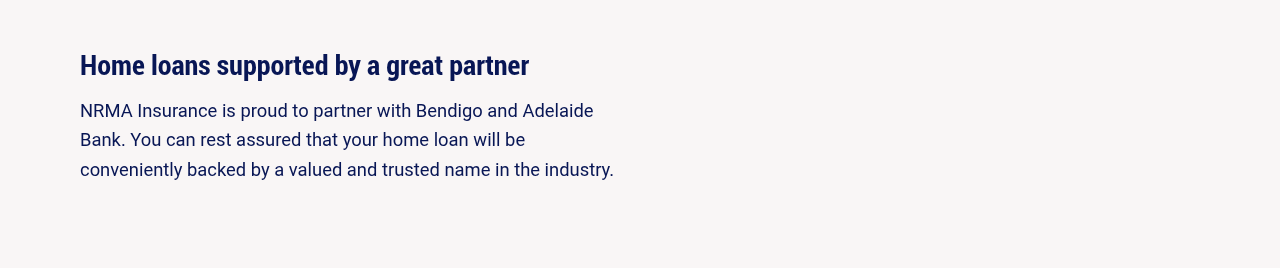 Home loans supported by a great partner
NRMA Insurance is proud to partner with Bendigo and Adelaide
Bank. You can rest assured that your home loan will be
conveniently backed by a valued and trusted name in the industry.